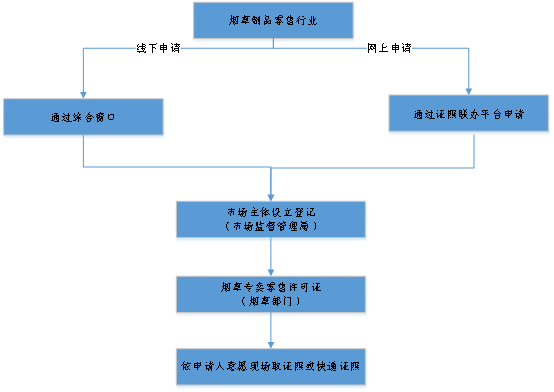 烟草制品零售行业
线下申请
网上申请
通过综合窗口
通过证照联办平台申请
市场主体设立登记
（市场监督管理局）
烟草专卖零售许可证
（烟草部门）
依申请人意愿现场取证照或快递证照